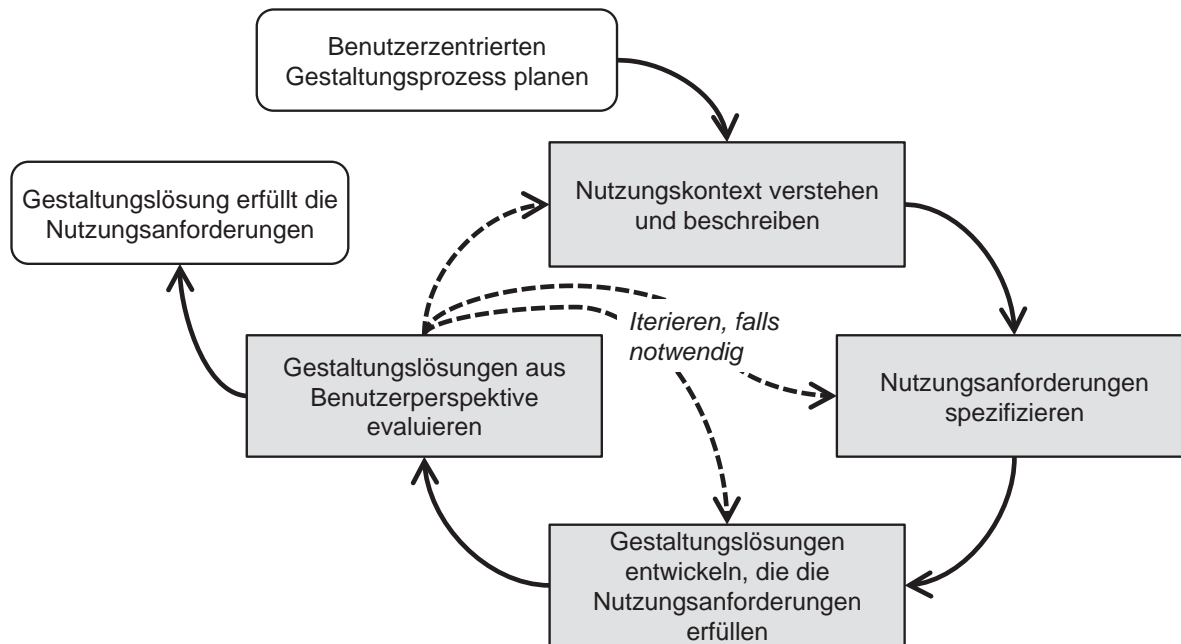 Benutzerzentrierten
Gestaltungsprozess planen
Nutzungskontext verstehen
und beschreiben
Gestaltungslösung erfüllt die
Nutzungsanforderungen
Iterieren, falls
notwendig
Gestaltungslösungen aus
Benutzerperspektive
evaluieren
Nutzungsanforderungen
spezifizieren
Gestaltungslösungen
entwickeln, die die
Nutzungsanforderungen
erfüllen